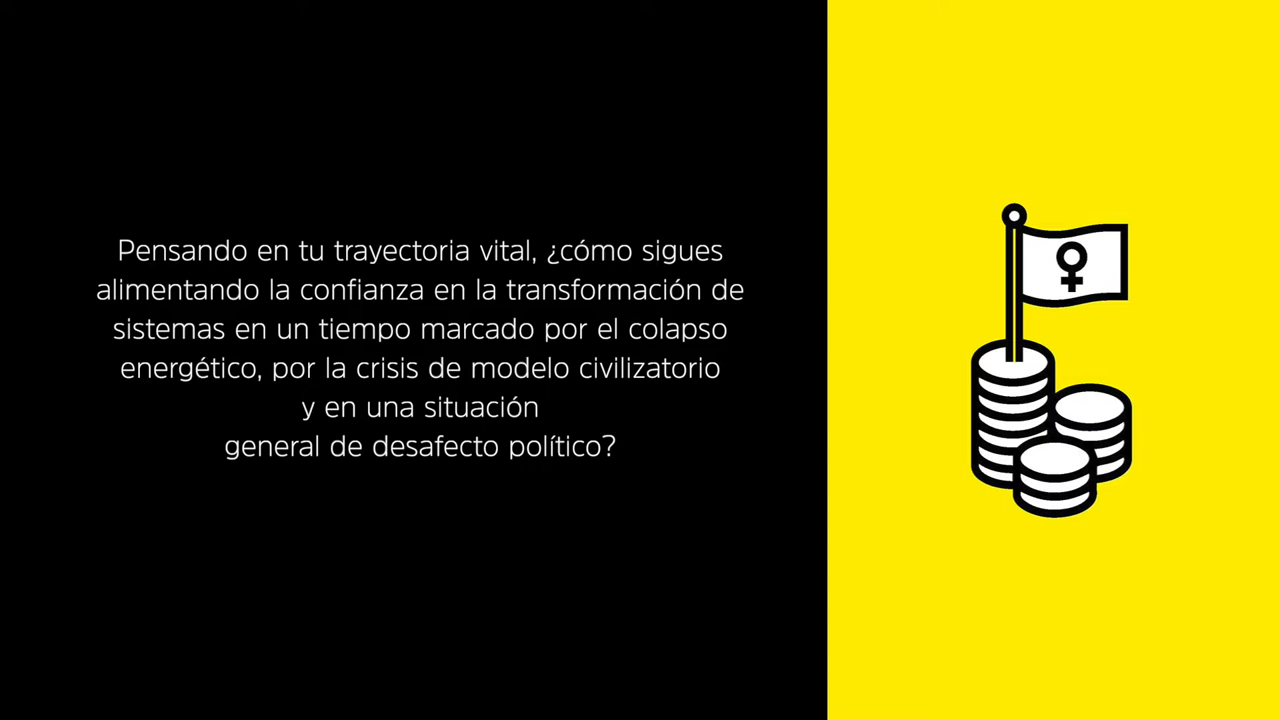 Pensando en tu trayectoria vital, ¿cómo sigues
alimentando la confianza en la transformación de
sistemas en un tiempo marcado por el colapso
energético, por la crisis de modelo civilizatorio
y en una situación
general de desafecto político?